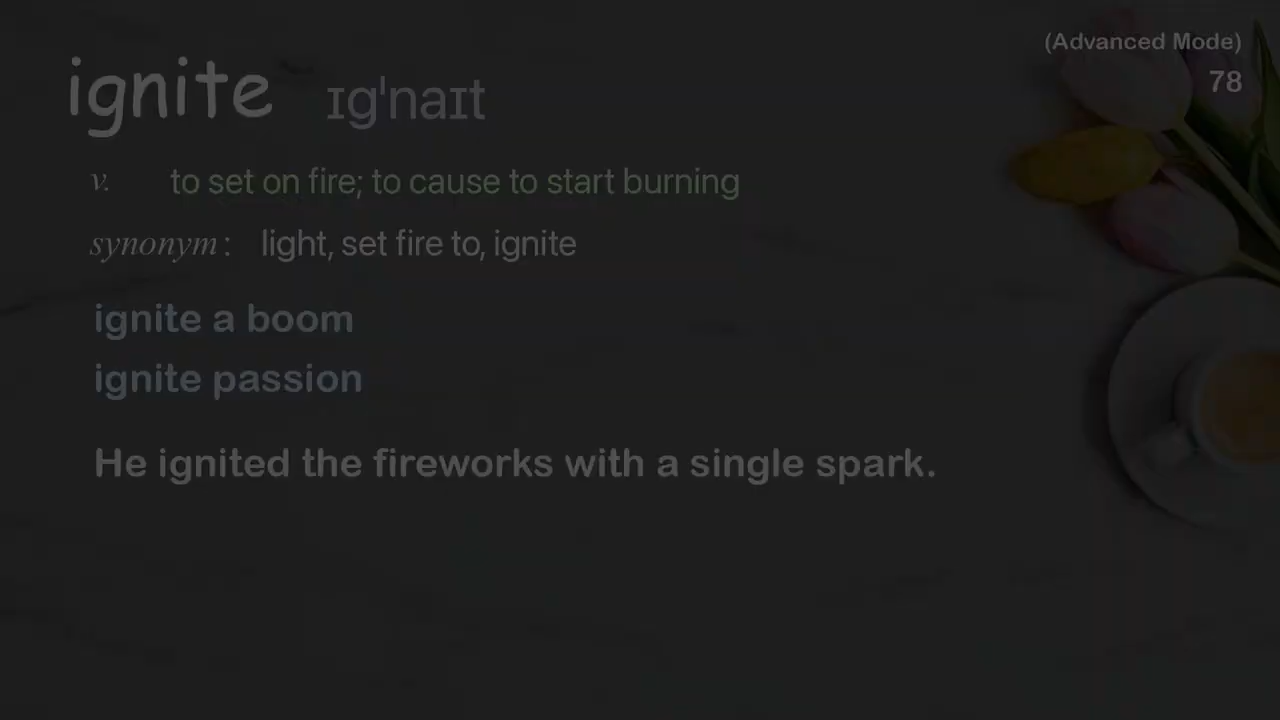 (Advanced Mode)
78
ignite ɪgˈnaɪt
v. to set on fire; to cause to start burning
synonym: light, set fire to, ignite
ignite a boom
ignite passion
He ignited the fireworks with a single spark.